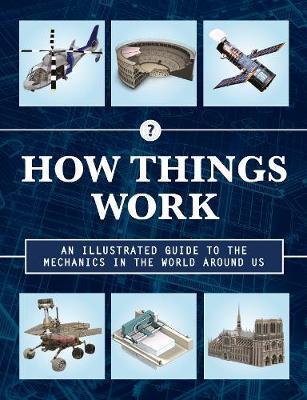 ?
HOW THINGS
WORK
AN ILLUSTRATED GUIDE TO THE
MECHANICS IN THE WORLD AROUND US